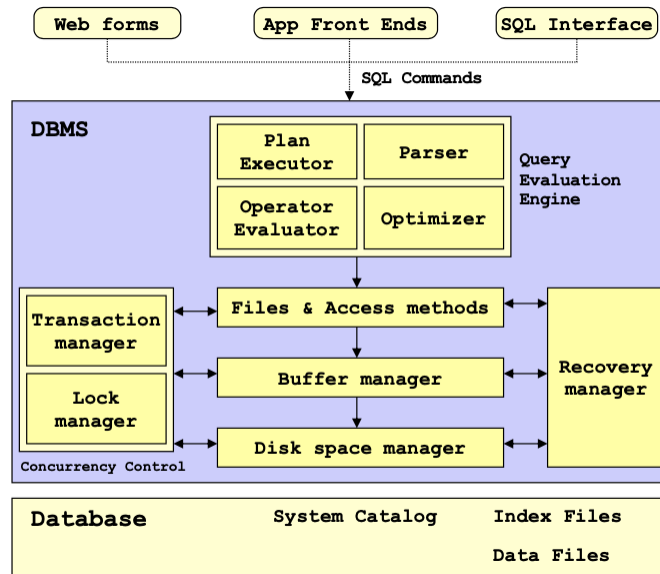 Web forms
App Front Ends
SQL Interface
SQL Commands
DBMS
Plan
Executor
Parser
Operator
Evaluator
Optimizer
Query
Evaluation
Engine
Transaction
manager
Lock
manager
Concurrency Control
Files & Access methods
Buffer manager
Disk space manager
Recovery
manager
Database
System Catalog
Index Files
Data Files